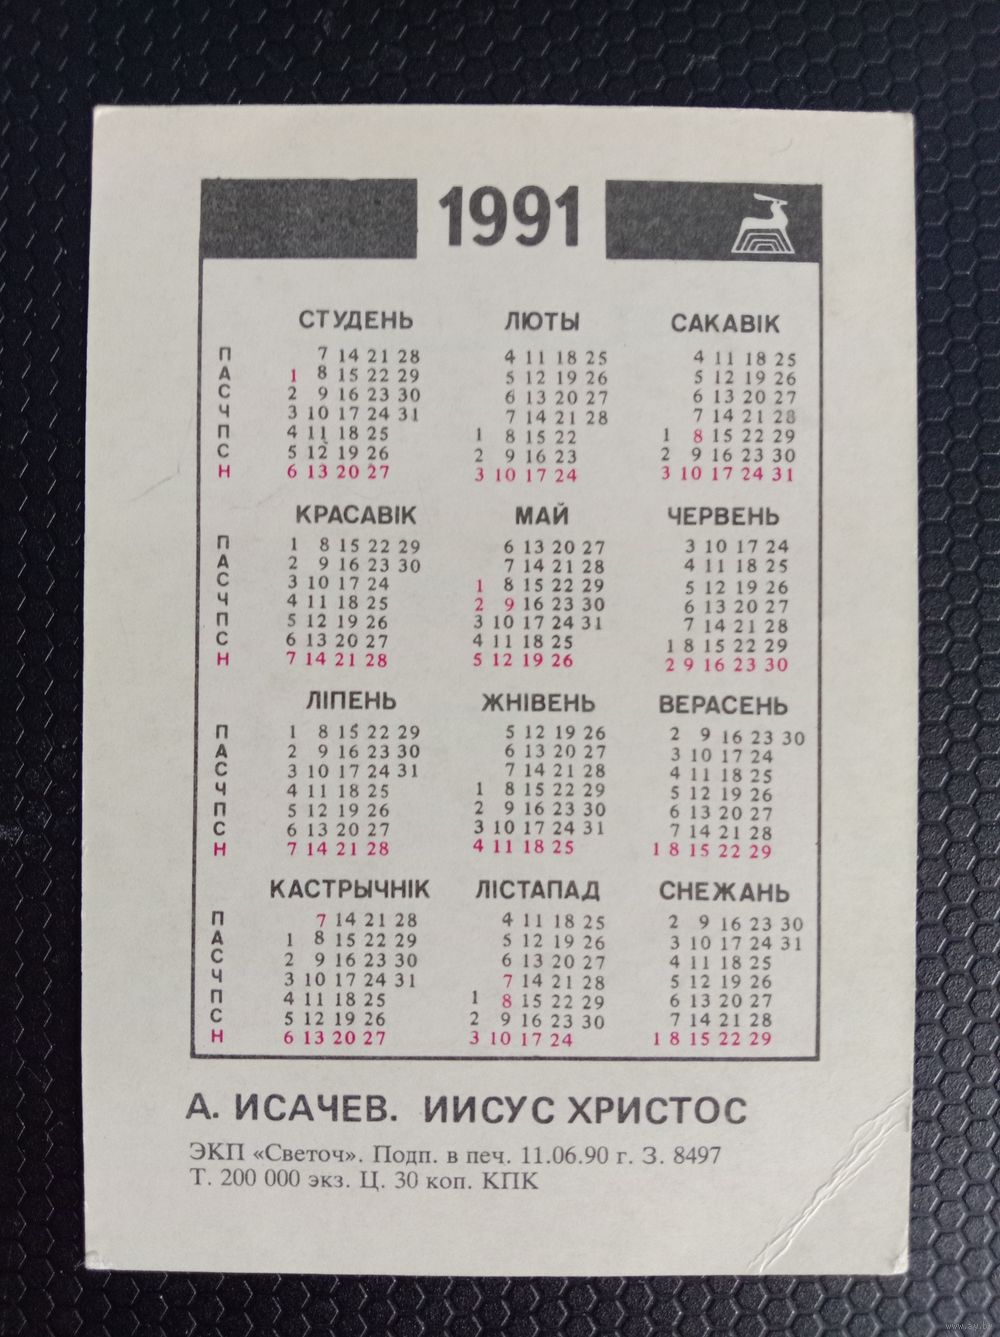 1991
СТУДЕНЬ ЛЮТЫ САКАВІК
П 7 14 21 28 4 11 18 25 4 11 18 25
А 1 8 15 22 29 5 12 19 26 5 12 19 26
С 2 9 16 23 30 6 13 20 27 6 13 20 27
Ч 3 10 17 24 31 7 14 21 28 7 14 21 28
П 4 11 18 25 1 8 15 22 1 8 15 22 29
С 5 12 19 26 2 9 16 23 2 9 16 23 30
Н 6 13 20 27 3 10 17 24 3 10 17 24 31
КРАСАВІК МАЙ ЧЕРВЕНЬ
П 1 8 15 22 29 6 13 20 27 3 10 17 24
А 2 9 16 23 30 7 14 21 28 4 11 18 25
С 3 10 17 24 1 8 15 22 29 5 12 19 26
Ч 4 11 18 25 2 9 16 23 30 6 13 20 27
П 5 12 19 26 3 10 17 24 31 7 14 21 28
С 6 13 20 27 4 11 18 25 1 8 15 22 29
Н 7 14 21 28 5 12 19 26 2 9 16 23 30
ЛІПЕНЬ ЖНІВЕНЬ ВЕРАСЕНЬ
П 1 8 15 22 29 5 12 19 26 2 9 16 23 30
А 2 9 16 23 30 6 13 20 27 3 10 17 24
С 3 10 17 24 31 7 14 21 28 4 11 18 25
Ч 4 11 18 25 1 8 15 22 29 5 12 19 26
П 5 12 19 26 2 9 16 23 30 6 13 20 27
С 6 13 20 27 3 10 17 24 31 7 14 21 28
Н 7 14 21 28 4 11 18 25 1 8 15 22 29
КАСТРЫЧНІК ЛІСТАПАД СНЕЖАНЬ
П 7 14 21 28 4 11 18 25 2 9 16 23 30
А 1 8 15 22 29 5 12 19 26 3 10 17 24 31
С 2 9 16 23 30 6 13 20 27 4 11 18 25
Ч 3 10 17 24 31 7 14 21 28 5 12 19 26
П 4 11 18 25 1 8 15 22 29 6 13 20 27
С 5 12 19 26 2 9 16 23 30 7 14 21 28
Н 6 13 20 27 3 10 17 24 1 8 15 22 29
А. ИСАЧЕВ. ИИСУС ХРИСТОС
ЭКП «Светоч». Подп. в печ. 11.06.90 г. З. 8497
Т. 200 000 экз. Ц. 30 коп. КПК
www.ay.by